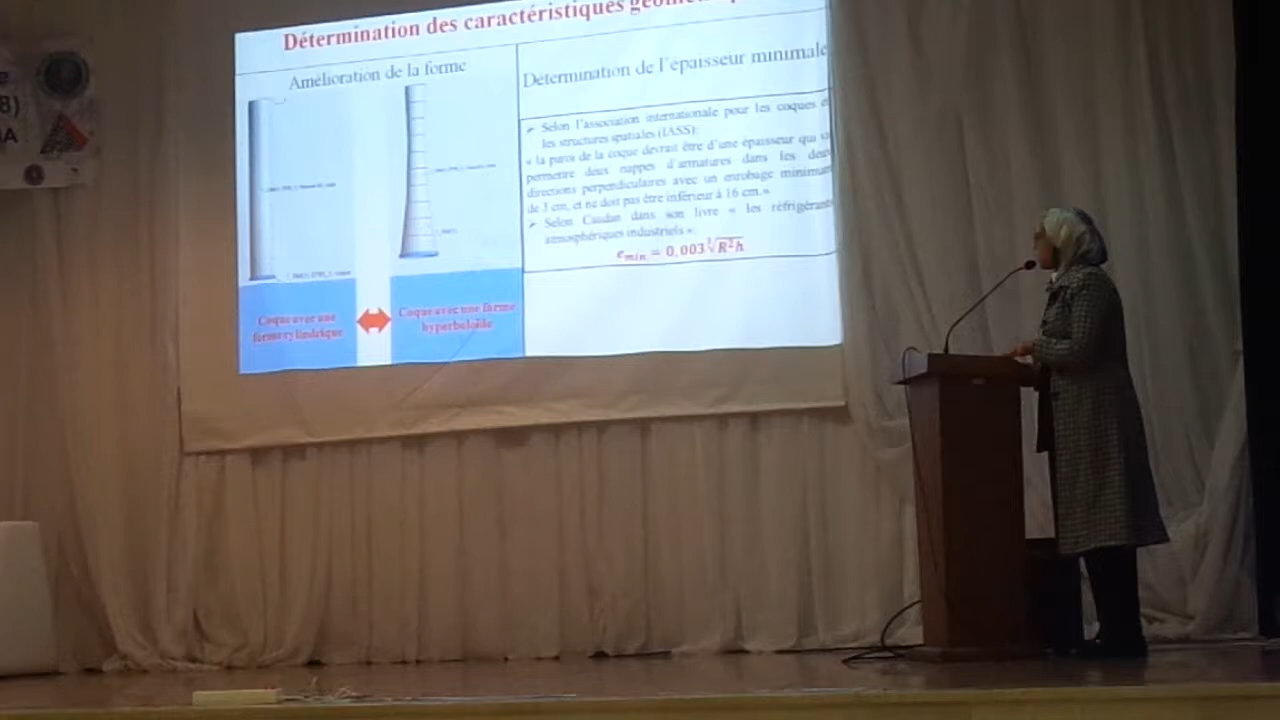 Détermination des caractéristiques
Amélioration de la forme
Détermination de l'épaisseur minimale
➢ Selon l'association internationale pour les coques
les structures spatiales (IASS):
« la paroi de la coque devrait être d'une épaisseur qui
permettre deux nappes d'armatures dans les
directions perpendiculaires avec un enrobage minimum
de 3 cm, et ne doit pas être inférieur à 16 cm.»
➢ Selon Caudan dans son livre « les réfrigérants
atmosphériques industriels »:
e_min = 0,003 ∛R²h
Coque avec une
forme cylindrique
Coque avec une forme
hyperboloïde
8)
A